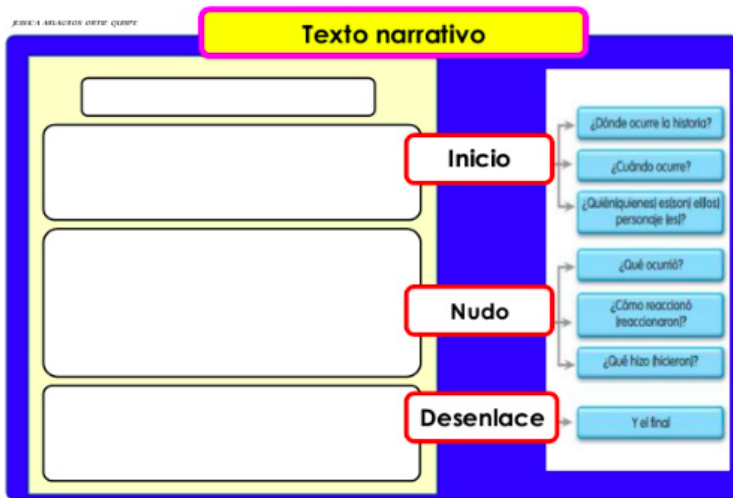 JESSICA MILAGROS ORTIZ QUISPE
Texto narrativo
Inicio
¿Dónde ocurre la historia?
¿Cuándo ocurre?
¿Quién(quienes) es(son) el(los)
personaje (es)?
Nudo
¿Qué ocurrió?
¿Cómo reaccionó
(reaccionaron)?
¿Qué hizo (hicieron)?
Desenlace
Y el final